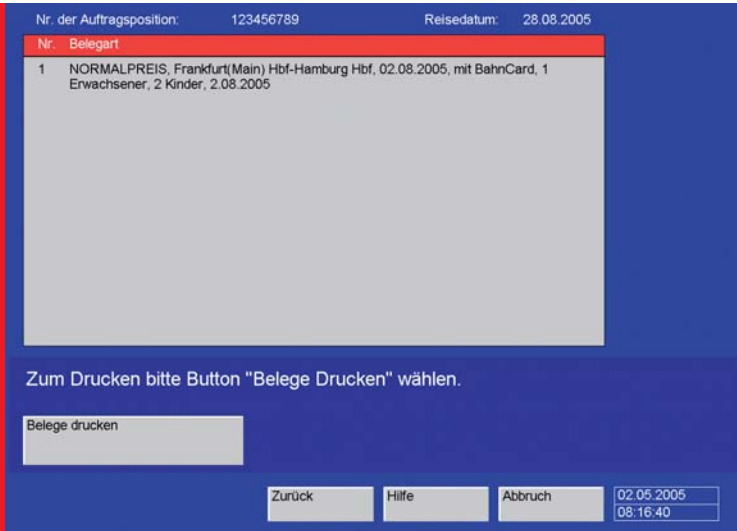 Nr. der Auftragsposition: 123456789 Reisedatum: 28.08.2005
Nr. Belegart
1 NORMALPREIS, Frankfurt(Main) Hbf-Hamburg Hbf, 02.08.2005, mit BahnCard, 1
Erwachsener, 2 Kinder, 2.08.2005
Zum Drucken bitte Button "Belege Drucken" wählen.
Belege drucken
Zurück Hilfe Abbruch 02.05.2005
08:16:40